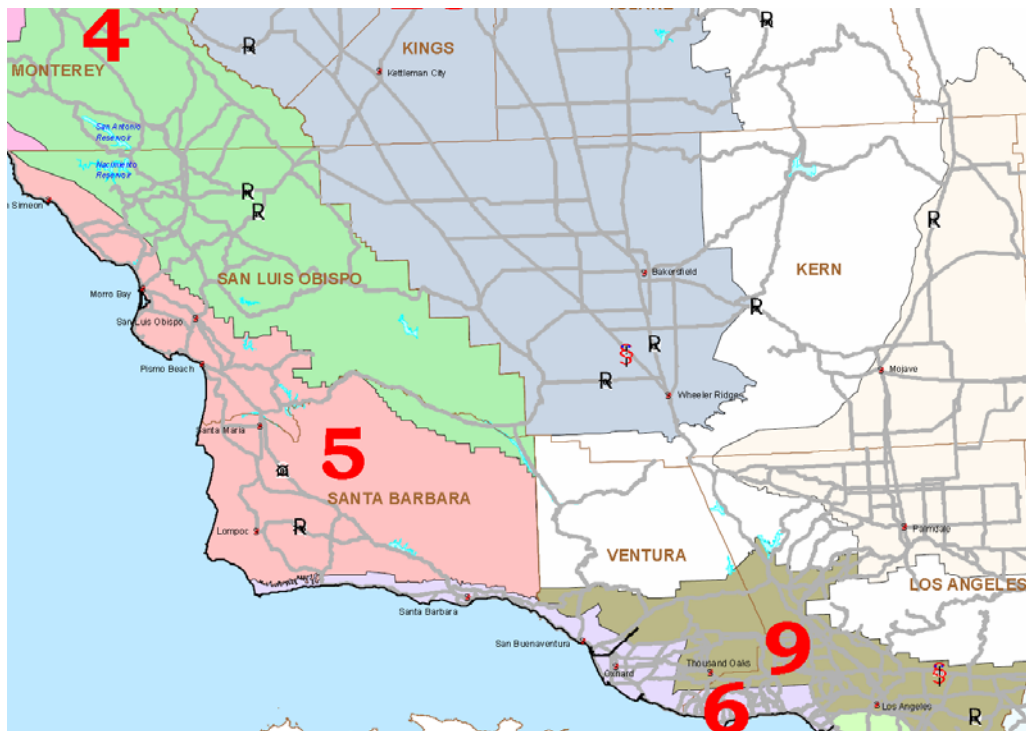 4
KINGS
MONTEREY
Kettleman City
San Antonio
Reservoir
Nacimiento
Reservoir
Simeon
KERN
Bakersfield
SAN LUIS OBISPO
Morro Bay
San Luis Obispo
Pismo Beach
Mojave
Wheeler Ridge
Santa Maria
5
SANTA BARBARA
Lompoc
Palmdale
VENTURA
LOS ANGELES
Santa Barbara
San Buenaventura
9
Thousand Oaks
Oxnard
6
Los Angeles
R
R
R
R
R
R
R
R
R
R